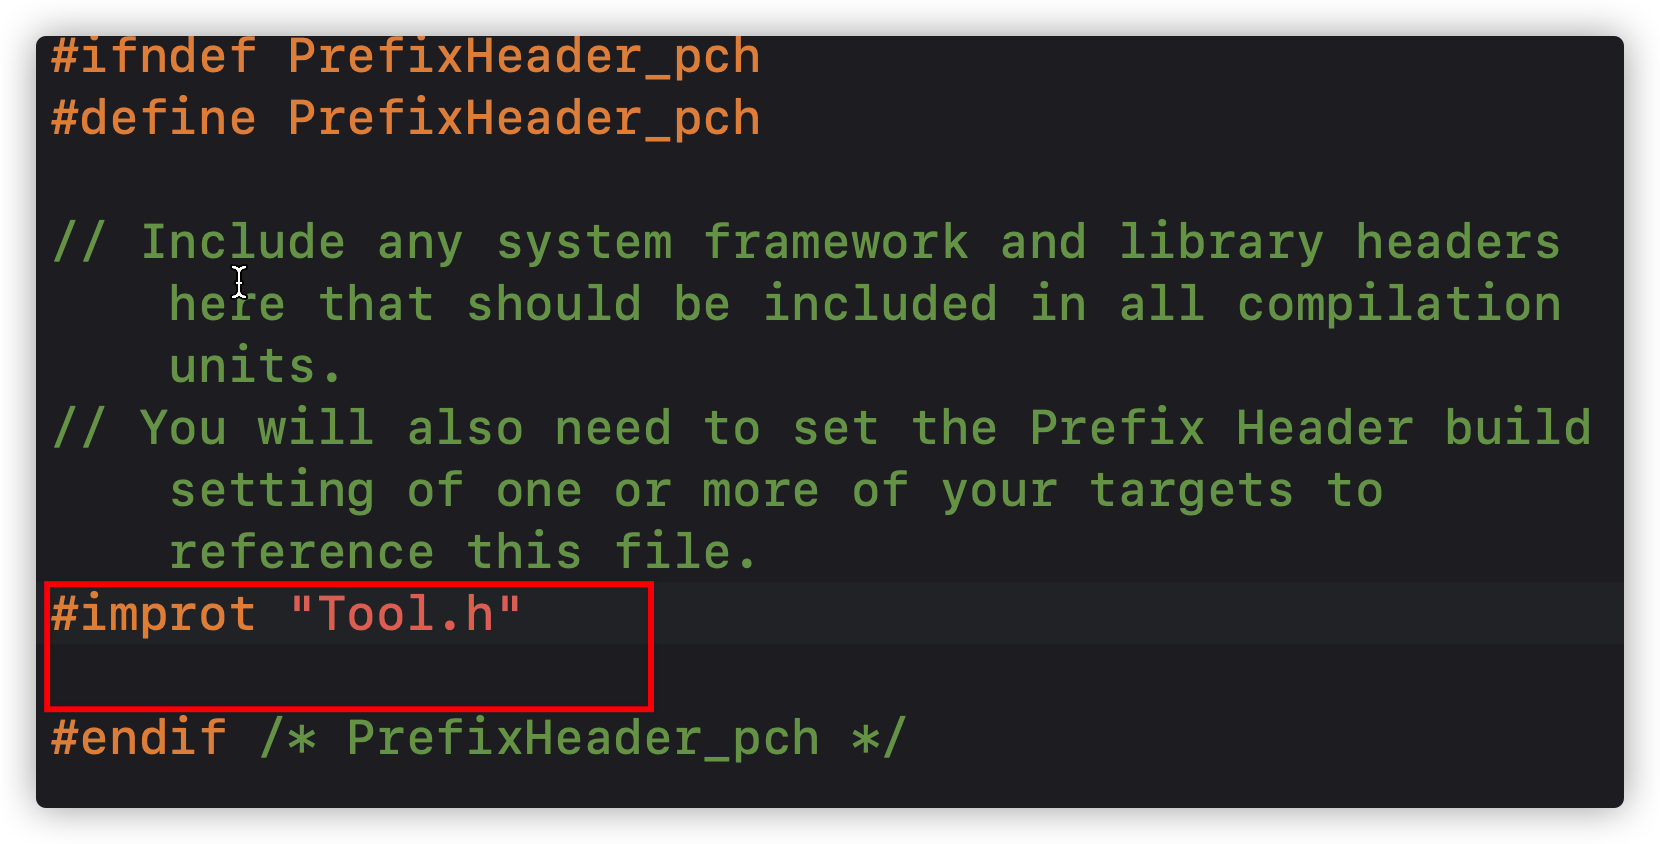 #ifndef PrefixHeader_pch
#define PrefixHeader_pch
// Include any system framework and library headers
here that should be included in all compilation
units.
// You will also need to set the Prefix Header build
setting of one or more of your targets to
reference this file.
#improt "Tool.h"
#endif /* PrefixHeader_pch */